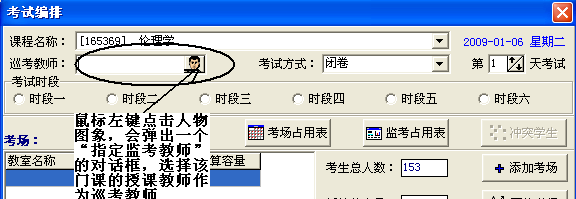 考试编排
课程名称： [165369] 伦理学 2009-01-06 星期二
巡考教师： 考试方式： 闭卷 第 1 天考试
考试时段
时段一 时段二 时段三 时段四 时段五 时段六
鼠标左键点击人物
图象，会弹出一个
“指定监考教师”
的对话框，选择该
门课的授课教师作
为巡考教师
考场： 考场占用表 监考占用表 冲突学生
教室名称 算容量 考生总人数： 153 添加考场